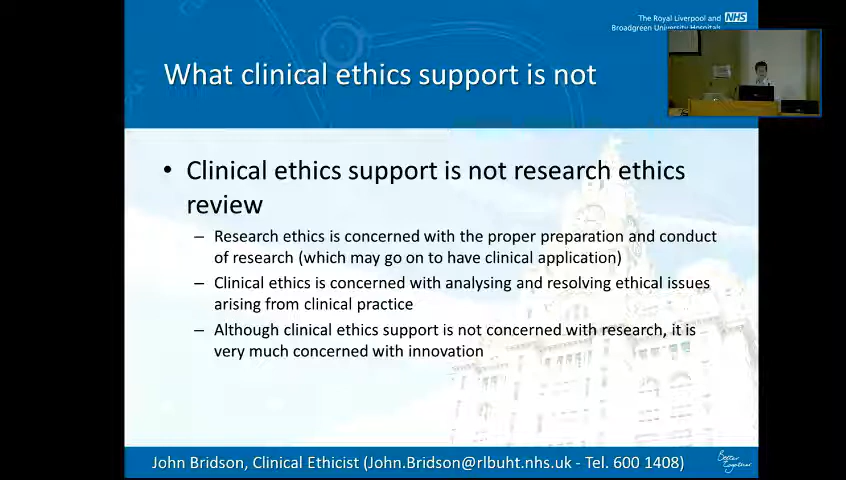 The Royal Liverpool and NHS
Broadgreen University Hospitals
What clinical ethics support is not
• Clinical ethics support is not research ethics
review
– Research ethics is concerned with the proper preparation and conduct
of research (which may go on to have clinical application)
– Clinical ethics is concerned with analysing and resolving ethical issues
arising from clinical practice
– Although clinical ethics support is not concerned with research, it is
very much concerned with innovation
John Bridson, Clinical Ethicist (John.Bridson@rlbuht.nhs.uk - Tel. 600 1408)
Better
Together